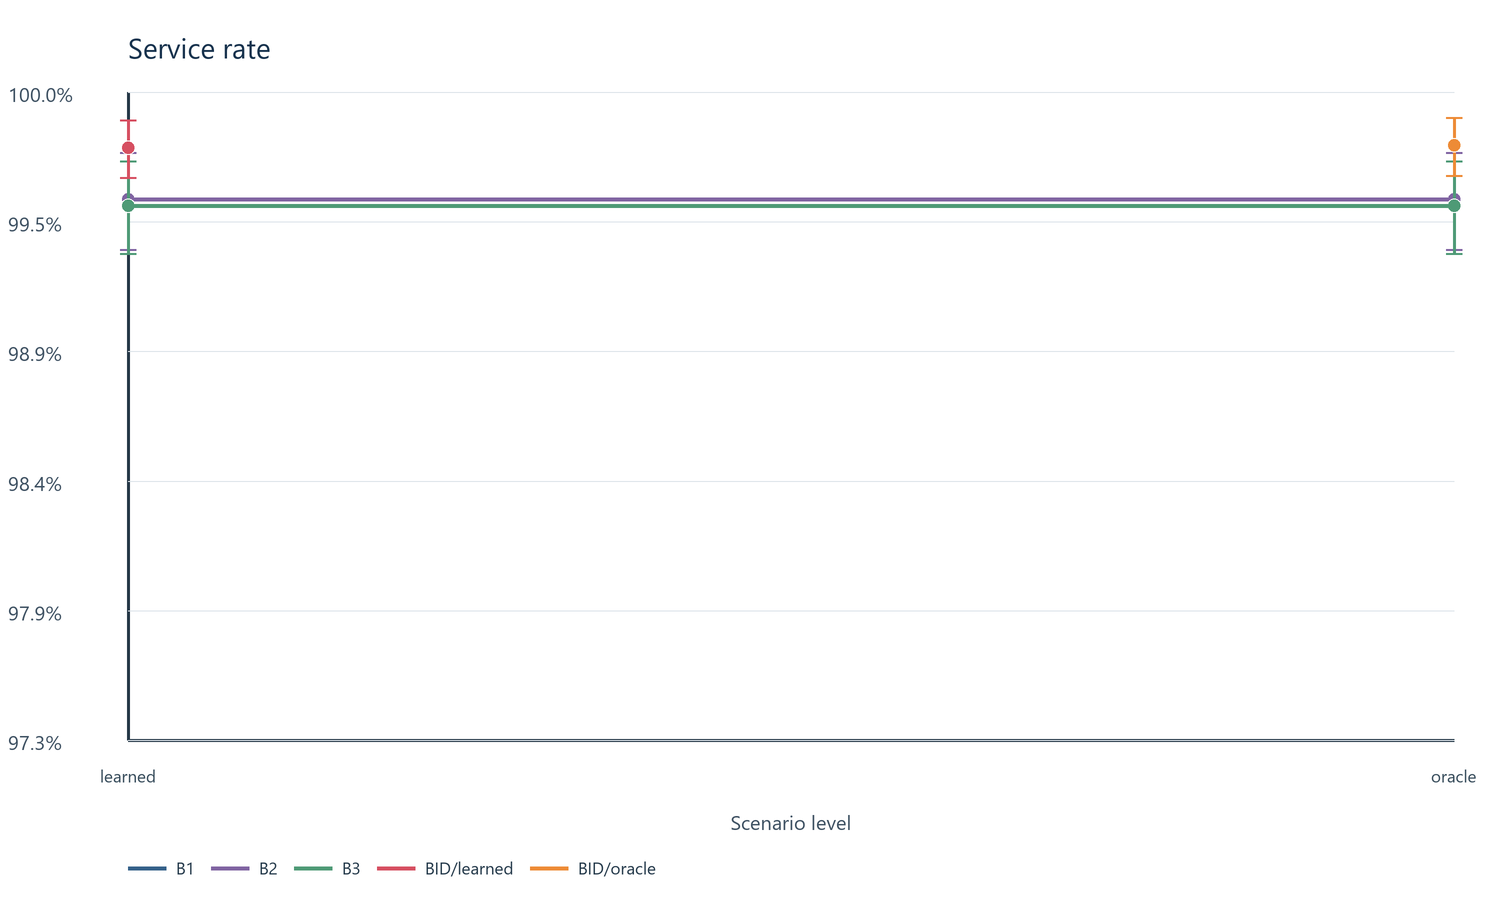 Service rate
100.0%
99.5%
98.9%
98.4%
97.9%
97.3%
learned
oracle
Scenario level
B1
B2
B3
BID/learned
BID/oracle